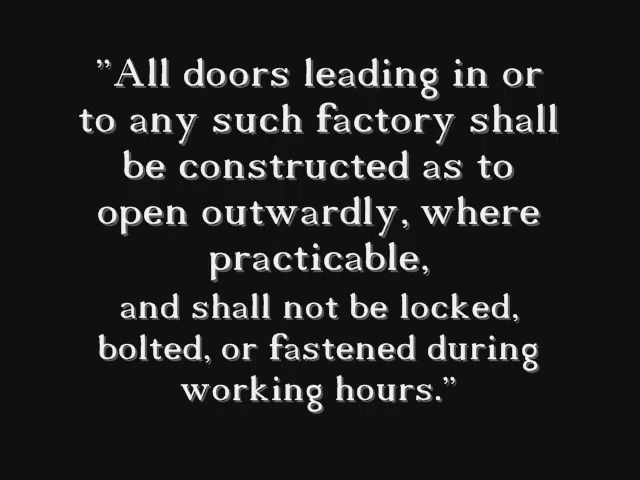 "All doors leading in or
to any such factory shall
be constructed as to
open outwardly, where
practicable,
and shall not be locked,
bolted, or fastened during
working hours."